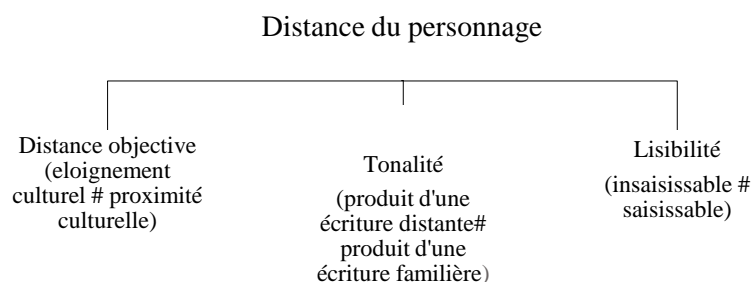 Distance du personnage
Distance objective
(eloignement
culturel # proximité
culturelle)
Tonalité
(produit d'une
écriture distante#
produit d'une
écriture familière)
Lisibilité
(insaisissable #
saisissable)